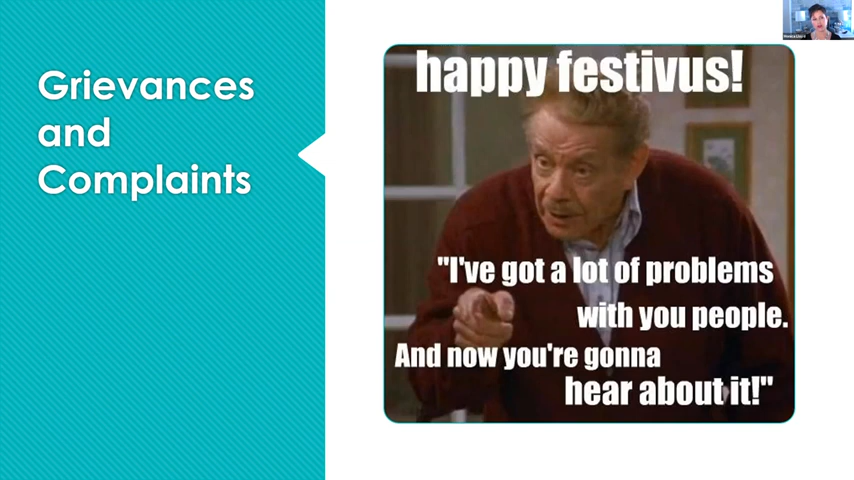 Grievances
and
Complaints
happy festivus!
"I've got a lot of problems
with you people.
And now you're gonna
hear about it!"